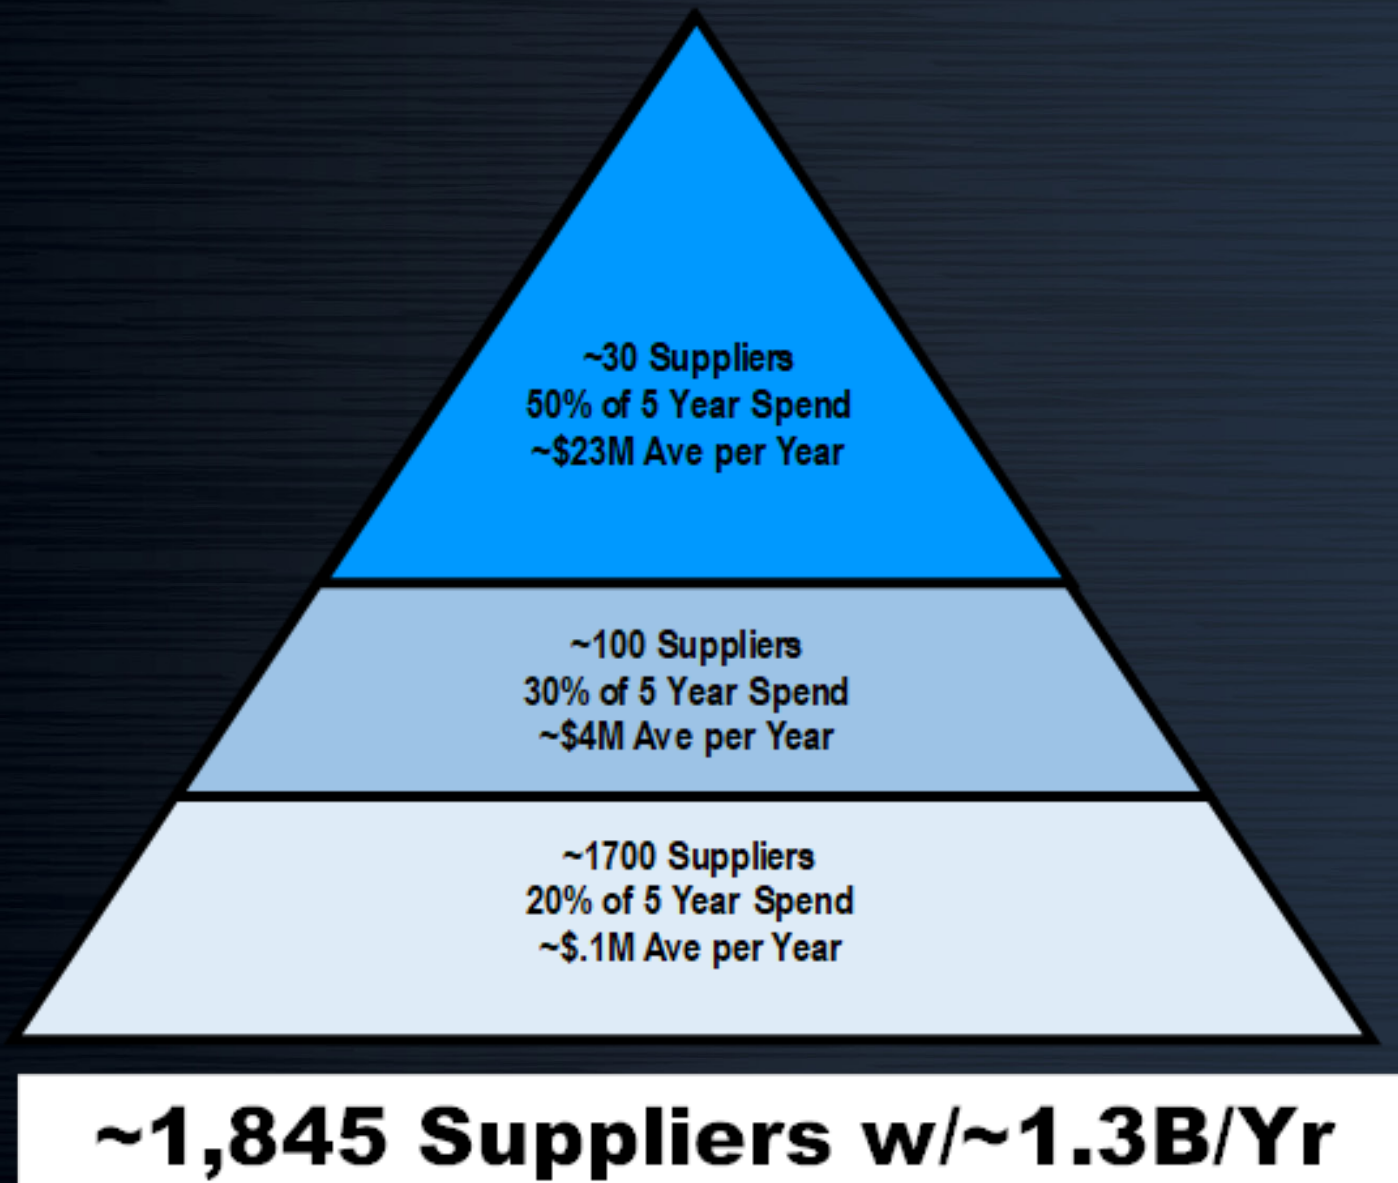 ~30 Suppliers
50% of 5 Year Spend
~$23M Ave per Year
~100 Suppliers
30% of 5 Year Spend
~$4M Ave per Year
~1700 Suppliers
20% of 5 Year Spend
~$.1M Ave per Year
~1,845 Suppliers w/~1.3B/Yr